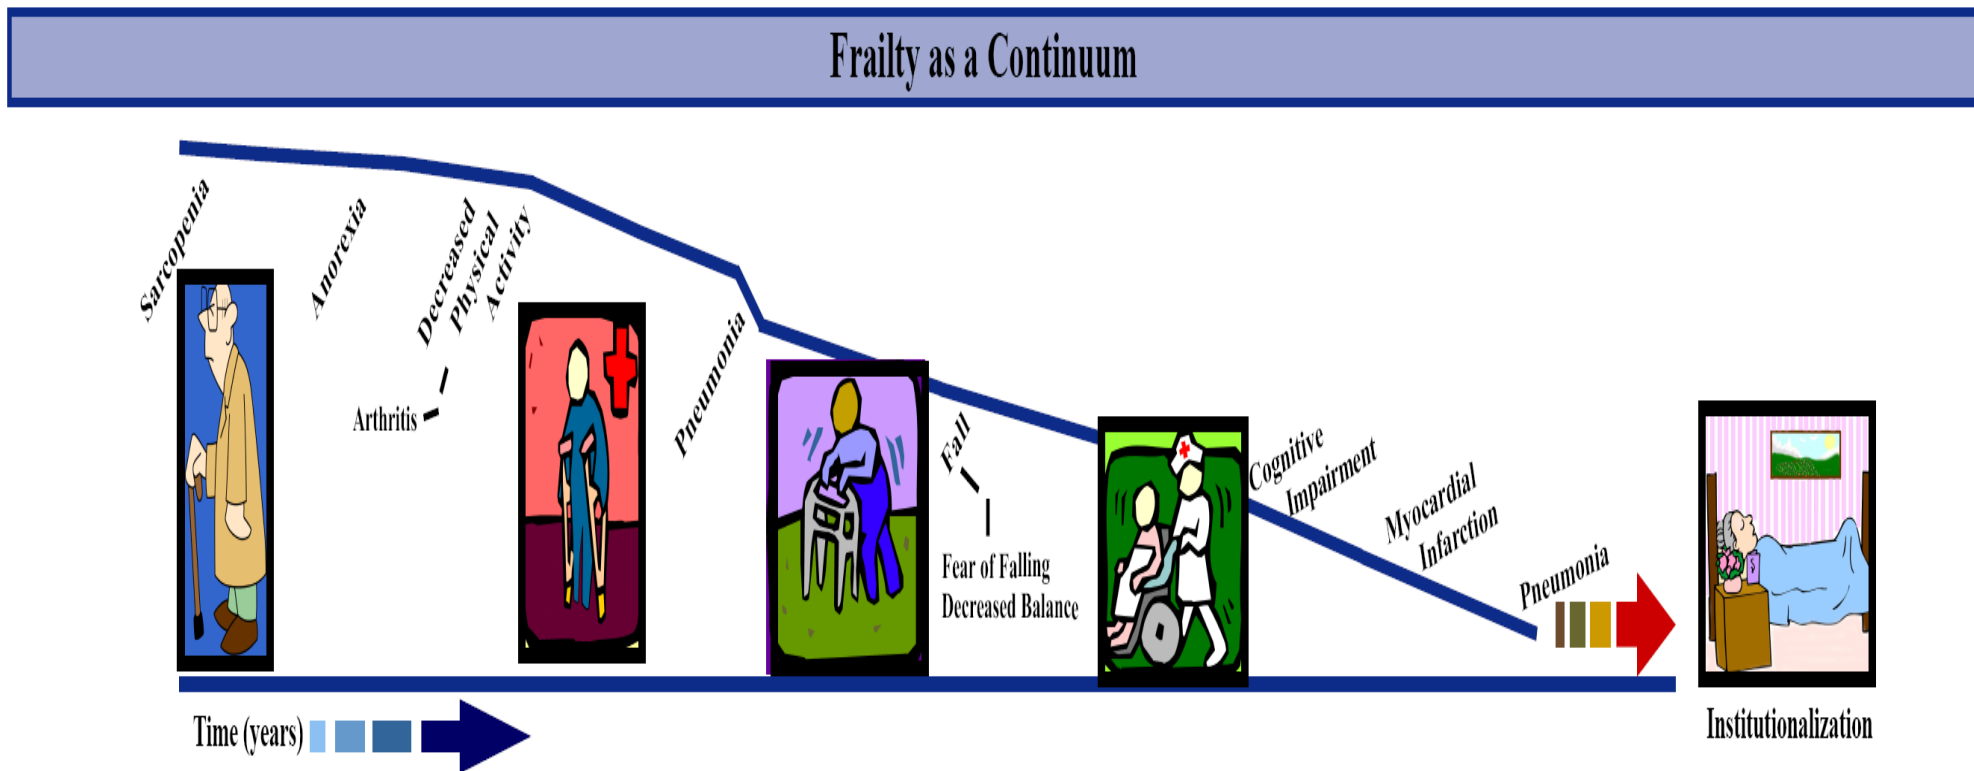 Frailty as a Continuum
Sarcopenia
Anorexia
Decreased
Physical
Activity
Arthritis
Pneumonia
Fall
Fear of Falling
Decreased Balance
Cognitive
Impairment
Myocardial
Infarction
Pneumonia
Institutionalization
Time (years)